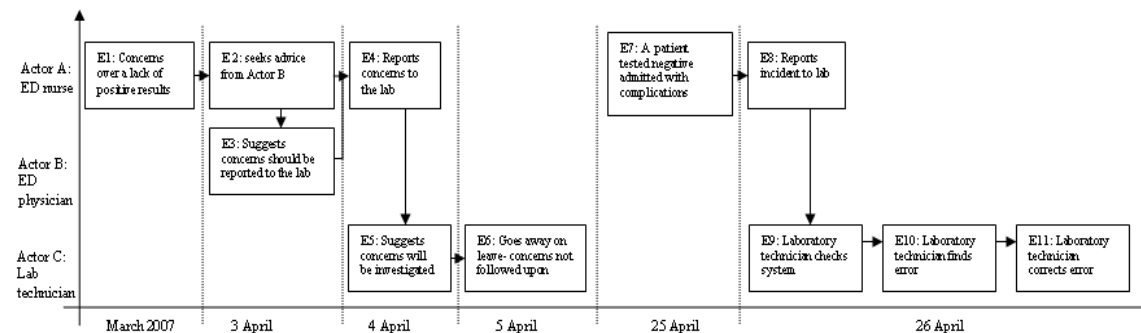 Actor A:
ED nurse
E1: Concerns
over a lack of
positive results
E2: seeks advice
from Actor B
E4: Reports
concerns to
the lab
E7: A
patient
tested negative
admitted with
complications
E8: Reports
incident to lab
Actor B:
ED
physician
E3: Suggests
concerns should be
reported to the lab
Actor C:
Lab
technician
E5: Suggests
concerns will
be investigated
E6: Goes away on
leave- concerns not
followed upon
E9: Laboratory
technician checks
system
E10: Laboratory
technician finds
error
E11: Laboratory
technician
corrects error
March 2007
3 April
4 April
5 April
25 April
26 April